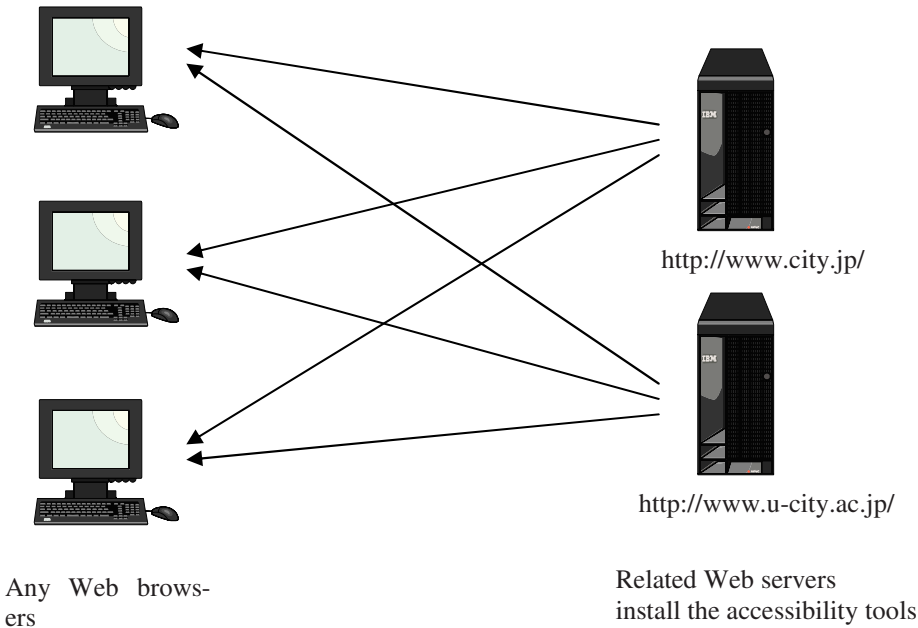 IBM
http://www.city.jp/
IBM
http://www.u-city.ac.jp/
Any Web brows-
ers
Related Web servers
install the accessibility tools